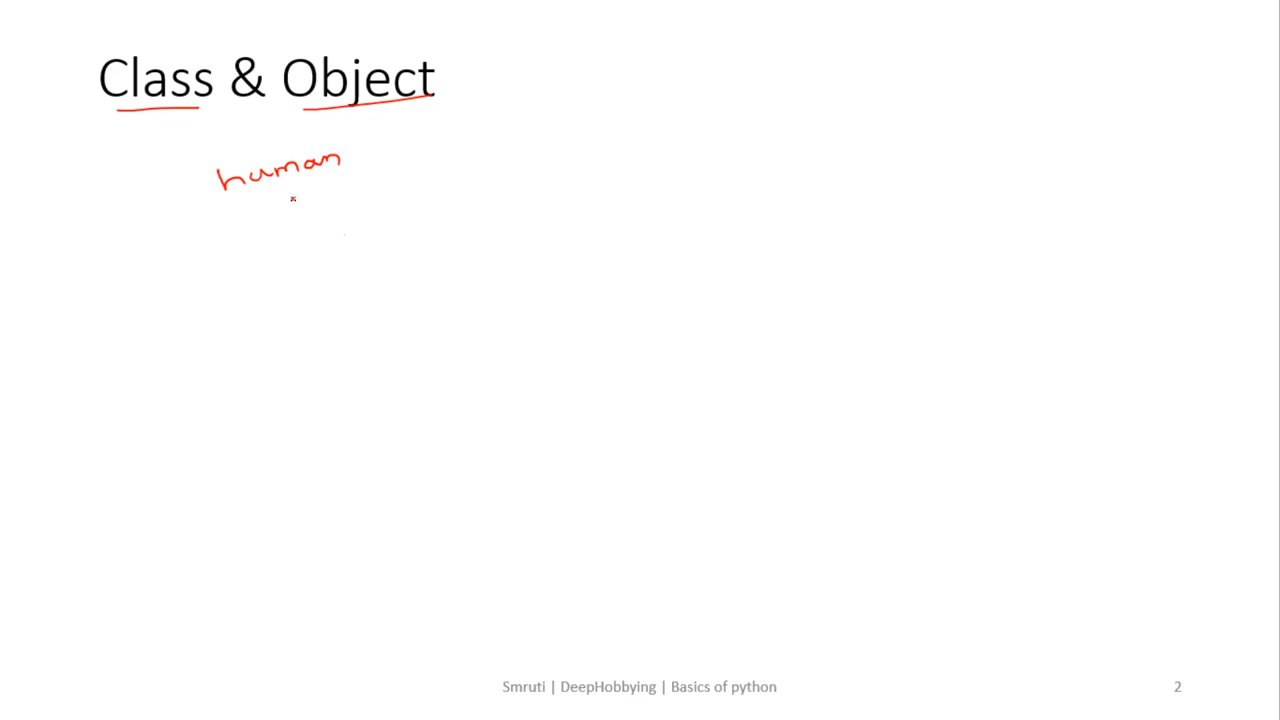 Class & Object
human
Smruti | DeepHobbying | Basics of python
2